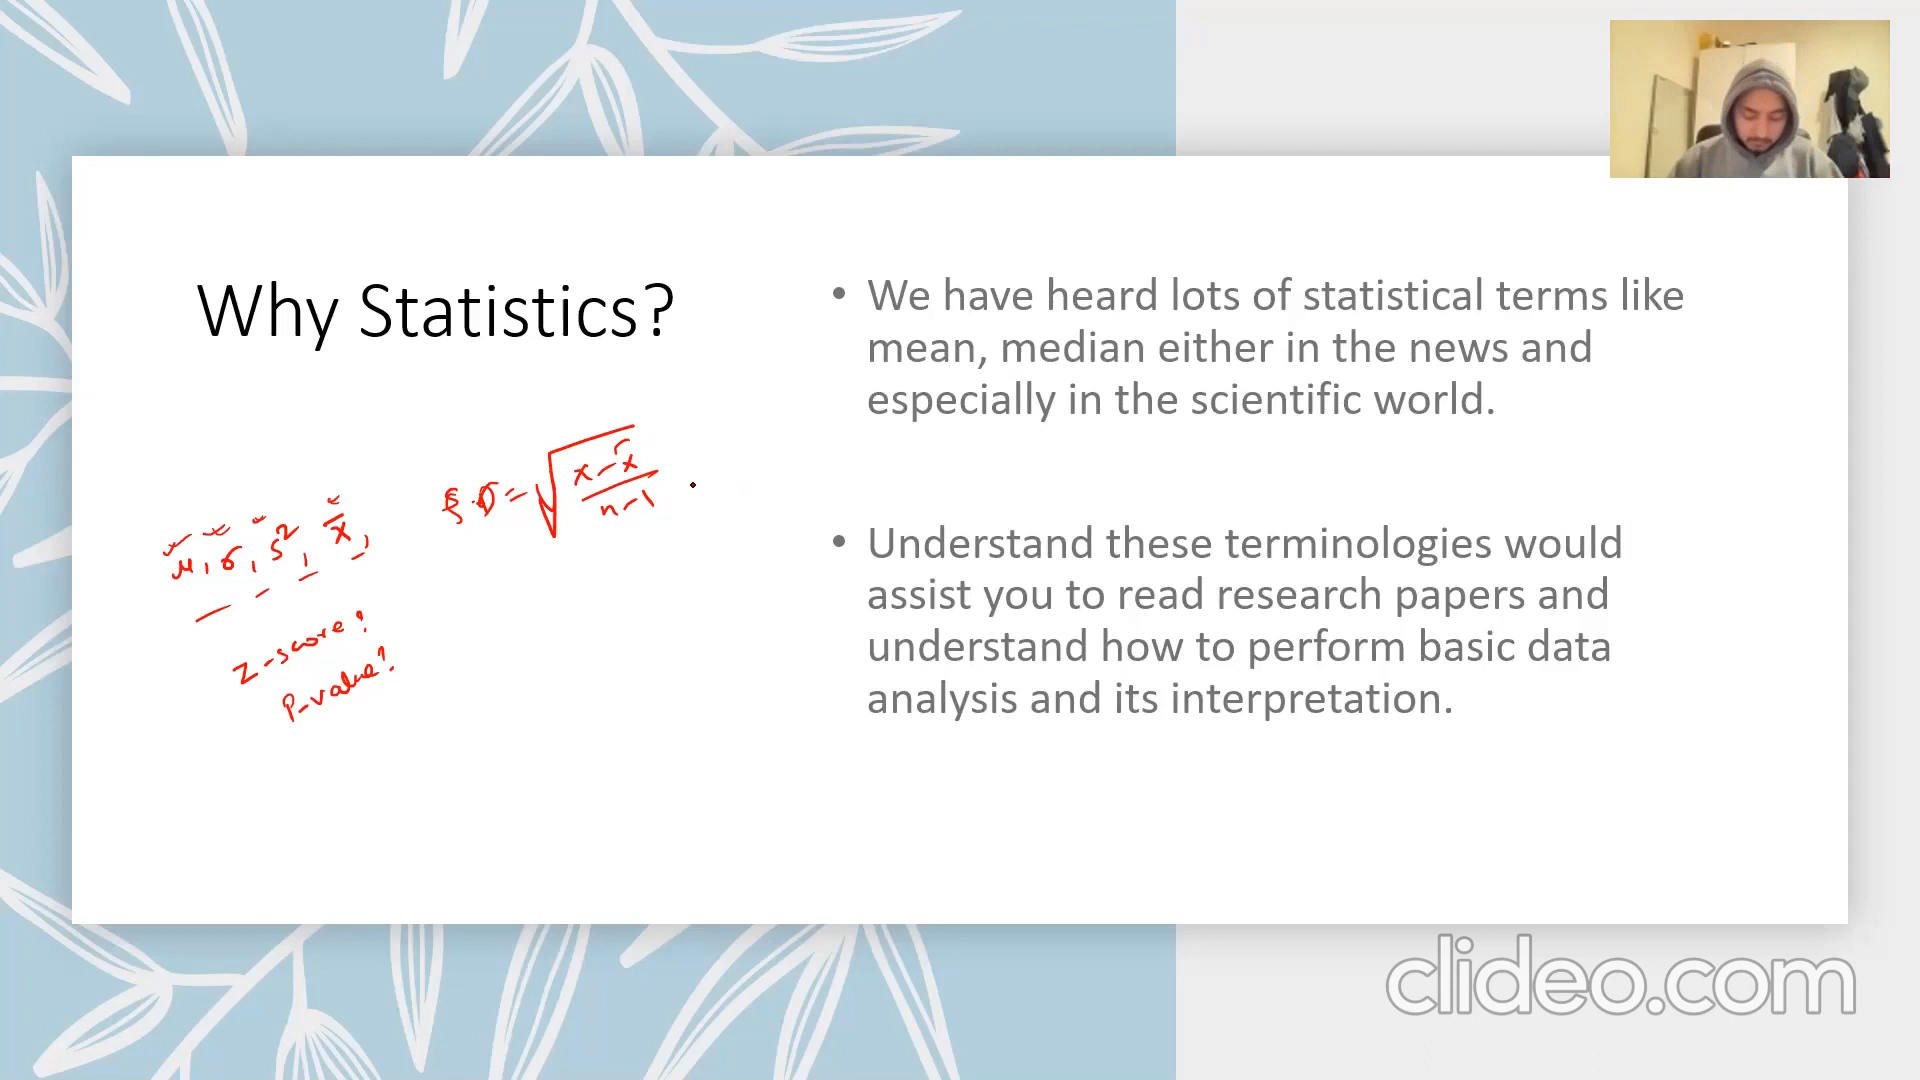 Why Statistics?
• We have heard lots of statistical terms like
mean, median either in the news and
especially in the scientific world.
• Understand these terminologies would
assist you to read research papers and
understand how to perform basic data
analysis and its interpretation.
S.D = √(x - x̄ / n-1)
μ, σ, s², x̄,
Z-score?
P-value?
clideo.com